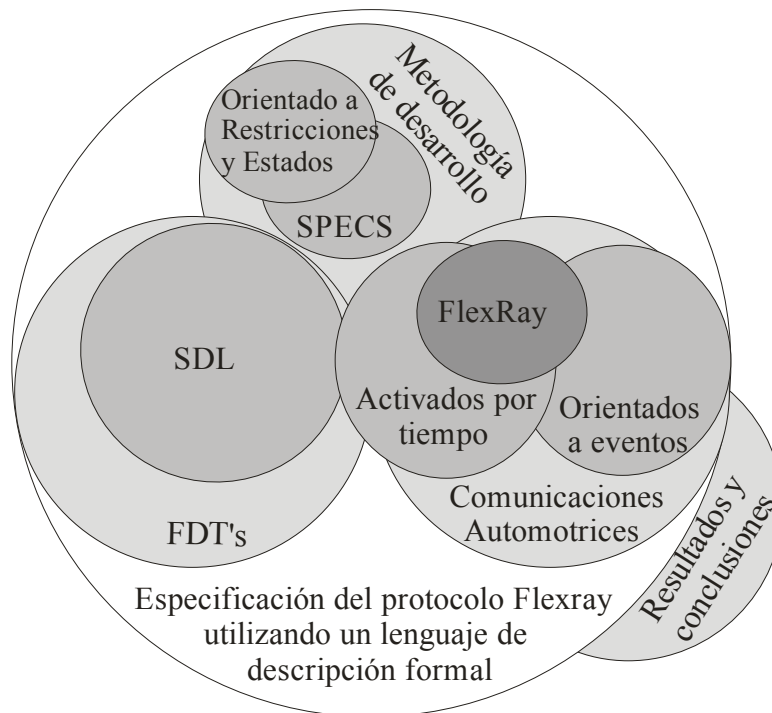 Metodología
de desarrollo
Orientado a
Restricciones
y Estados
SPECS
SDL
FDT's
FlexRay
Activados por
tiempo
Orientados
a eventos
Comunicaciones
Automotrices
Resultados y
conclusiones
Especificación del protocolo Flexray
utilizando un lenguaje de
descripción formal